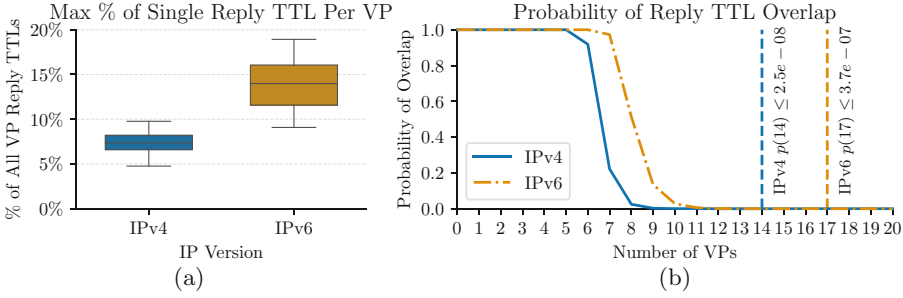 Max % of Single Reply TTL Per VP
% of All VP Reply TTLs
20%
15%
10%
5%
0%
IPv4
IPv6
IP Version
(a)
Probability of Reply TTL Overlap
Probability of Overlap
1.0
0.8
0.6
0.4
0.2
0.0
IPv4
IPv6
IPv4 p(14) ≤ 2.5e − 08
IPv6 p(17) ≤ 3.7e − 07
0 1 2 3 4 5 6 7 8 9 10 11 12 13 14 15 16 17 18 19 20
Number of VPs
(b)